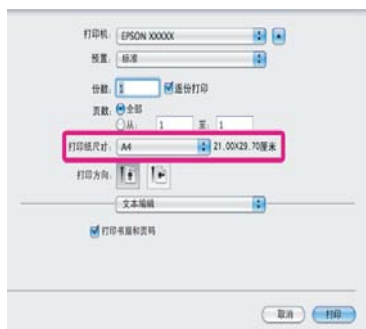 打印机: EPSON XXXXX
预置: 标准
份数: 1 逐份打印
页数: 全部
从: 1 至: 1
打印纸尺寸: A4 21.00X29.70厘米
打印方向:
文本编辑
打印书眉和页码
取消 打印